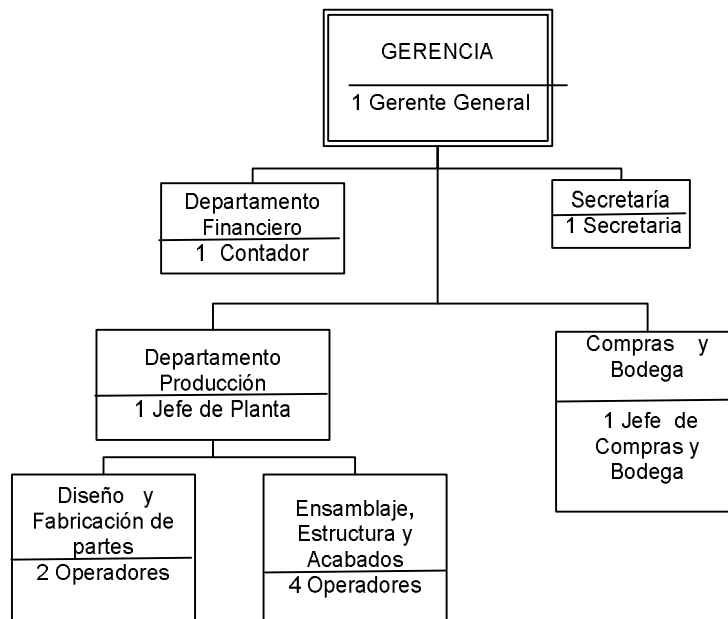 GERENCIA
1 Gerente General
Departamento
Financiero
1 Contador
Secretaría
1 Secretaria
Departamento
Producción
1 Jefe de Planta
Compras y
Bodega
1 Jefe de
Compras y
Bodega
Diseño y
Fabricación de
partes
2 Operadores
Ensamblaje,
Estructura y
Acabados
4 Operadores